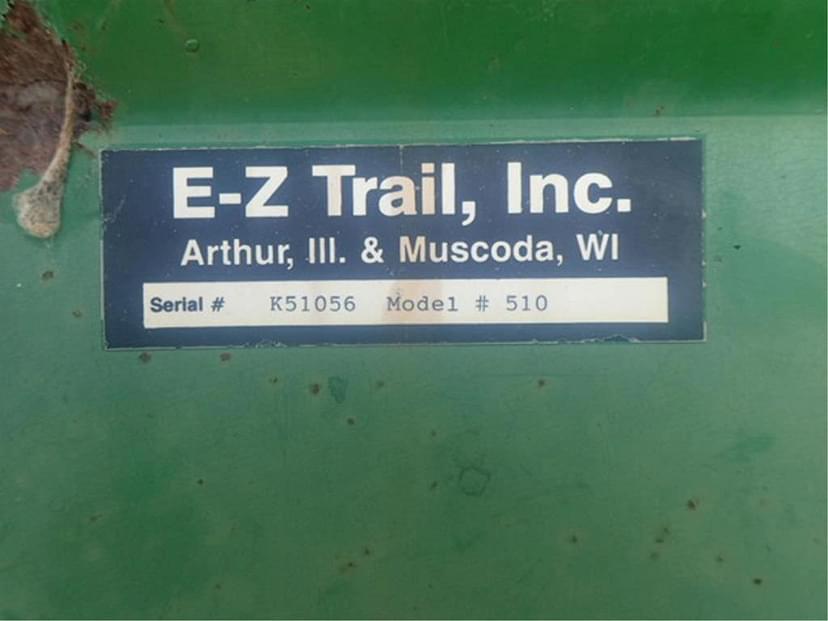 E-Z Trail, Inc.
Arthur, Ill. & Muscoda, WI
Serial # K51056 Model # 510